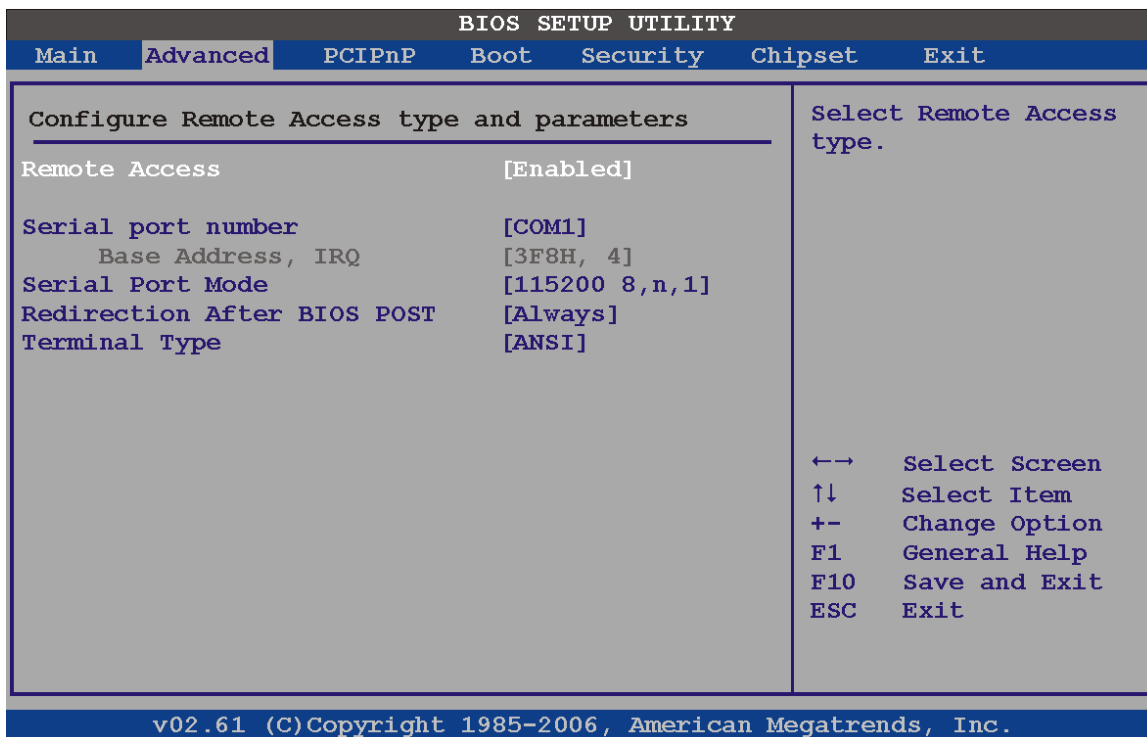 BIOS SETUP UTILITY
Main Advanced PCIPnP Boot Security Chipset Exit
Configure Remote Access type and parameters
Remote Access [Enabled]
Serial port number [COM1]
Base Address, IRQ [3F8H, 4]
Serial Port Mode [115200 8,n,1]
Redirection After BIOS POST [Always]
Terminal Type [ANSI]
Select Remote Access
type.
←→ Select Screen
↑↓ Select Item
+- Change Option
F1 General Help
F10 Save and Exit
ESC Exit
v02.61 (C)Copyright 1985-2006, American Megatrends, Inc.